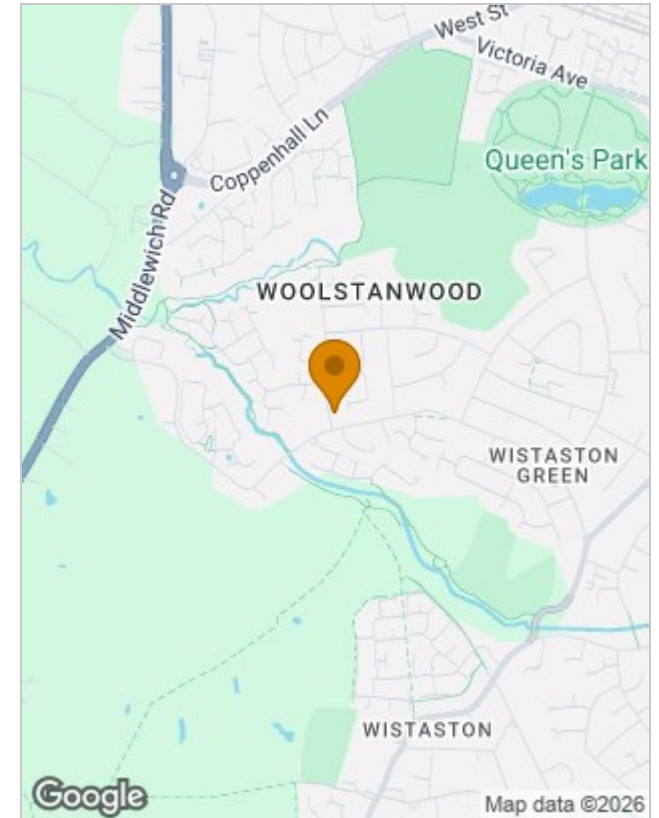 West St
Victoria Ave
Coppenhall Ln
Queen's Park
Middlewich Rd
WOOLSTANWOOD
WISTASTON
GREEN
WISTASTON
Google
Map data ©2026